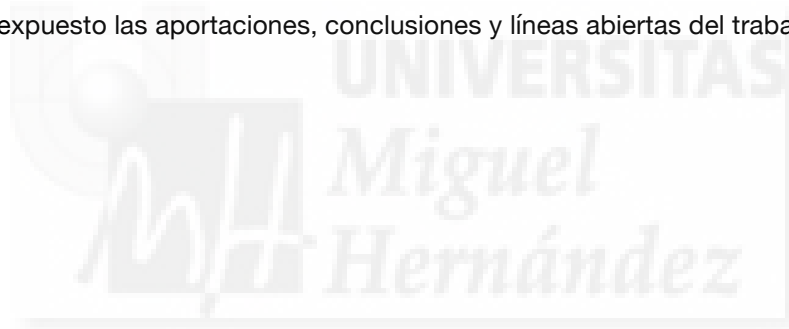 expuesto las aportaciones, conclusiones y líneas abiertas del traba
UNIVERSITAS
Miguel
Hernández